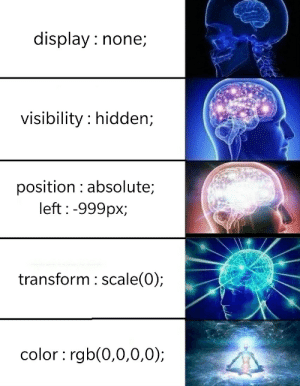 display : none;
visibility : hidden;
position : absolute;
left : -999px;
transform : scale(0);
color : rgb(0,0,0,0);